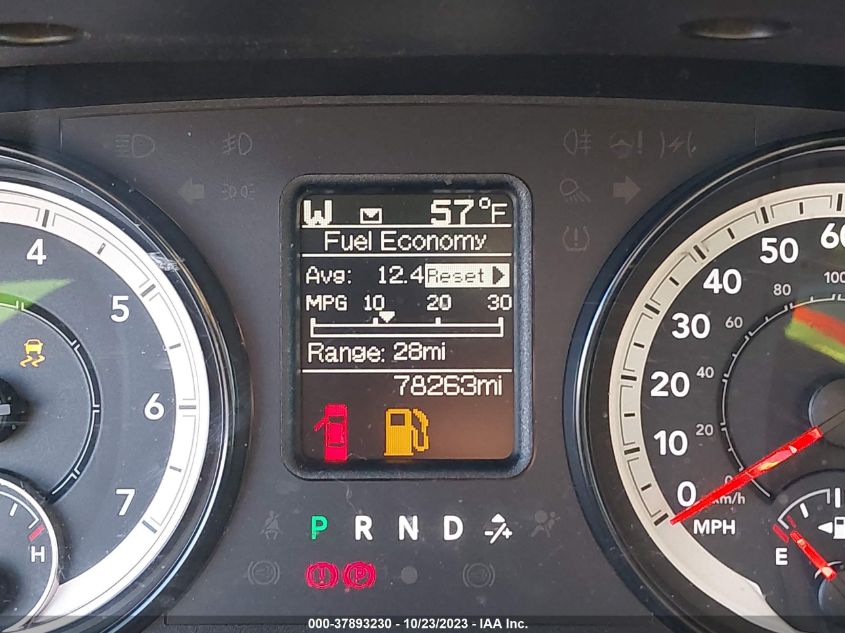 W 57°F
Fuel Economy
Avg: 12.4 Reset
MPG 10 20 30
Range: 28mi
78263mi
4
5
6
7
H
P R N D
0 10 20 30 40 50 60
0 20 40 60 80 100
km/h
MPH
E
000-37893230 - 10/23/2023 - IAA Inc.